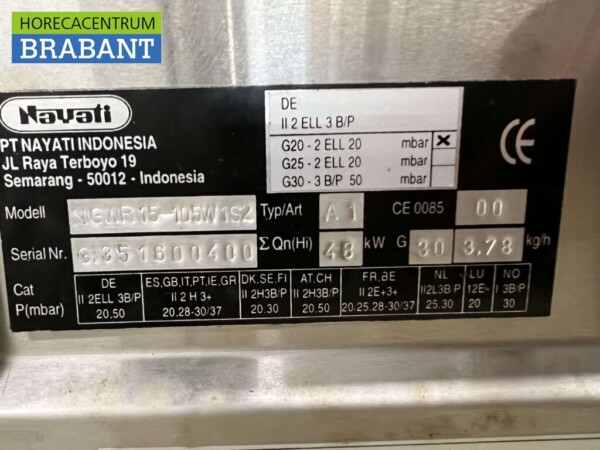 HORECACENTRUM
BRABANT
Nayati
PT NAYATI INDONESIA
JL Raya Terboyo 19
Semarang - 50012 - Indonesia
DE
II 2 ELL 3 B/P
G20 - 2 ELL 20 mbar X
G25 - 2 ELL 20 mbar
G30 - 3 B/P 50 mbar
CE
Modell Typ/Art A 1 CE 0085 00
Serial Nr. Σ Qn(Hi) 48 kW G 30 3.78 kg/h
Cat DE ES,GB,IT,PT,IE,GR DK.SE.FI AT.CH FR.BE NL LU NO
II 2ELL 3B/P II 2 H 3+ II 2H3B/P II 2H3B/P II 2E+3+ II2L3B P 12E+ I 3B/P
P(mbar) 20,50 20.28-30/37 20.30 20,50 20.25.28-30/37 25.30 20 30